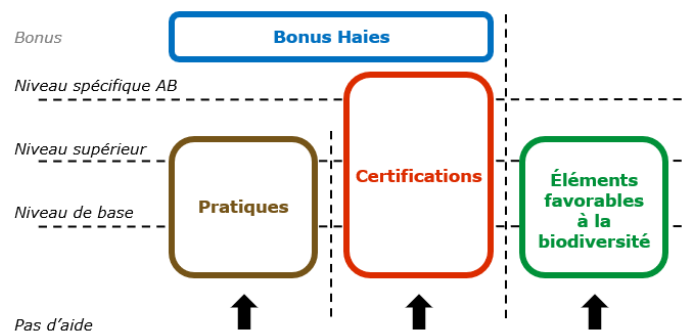 Bonus
Bonus Haies
Niveau spécifique AB
Niveau supérieur
Certifications
Éléments
favorables
à la
biodiversité
Pratiques
Niveau de base
Pas d'aide